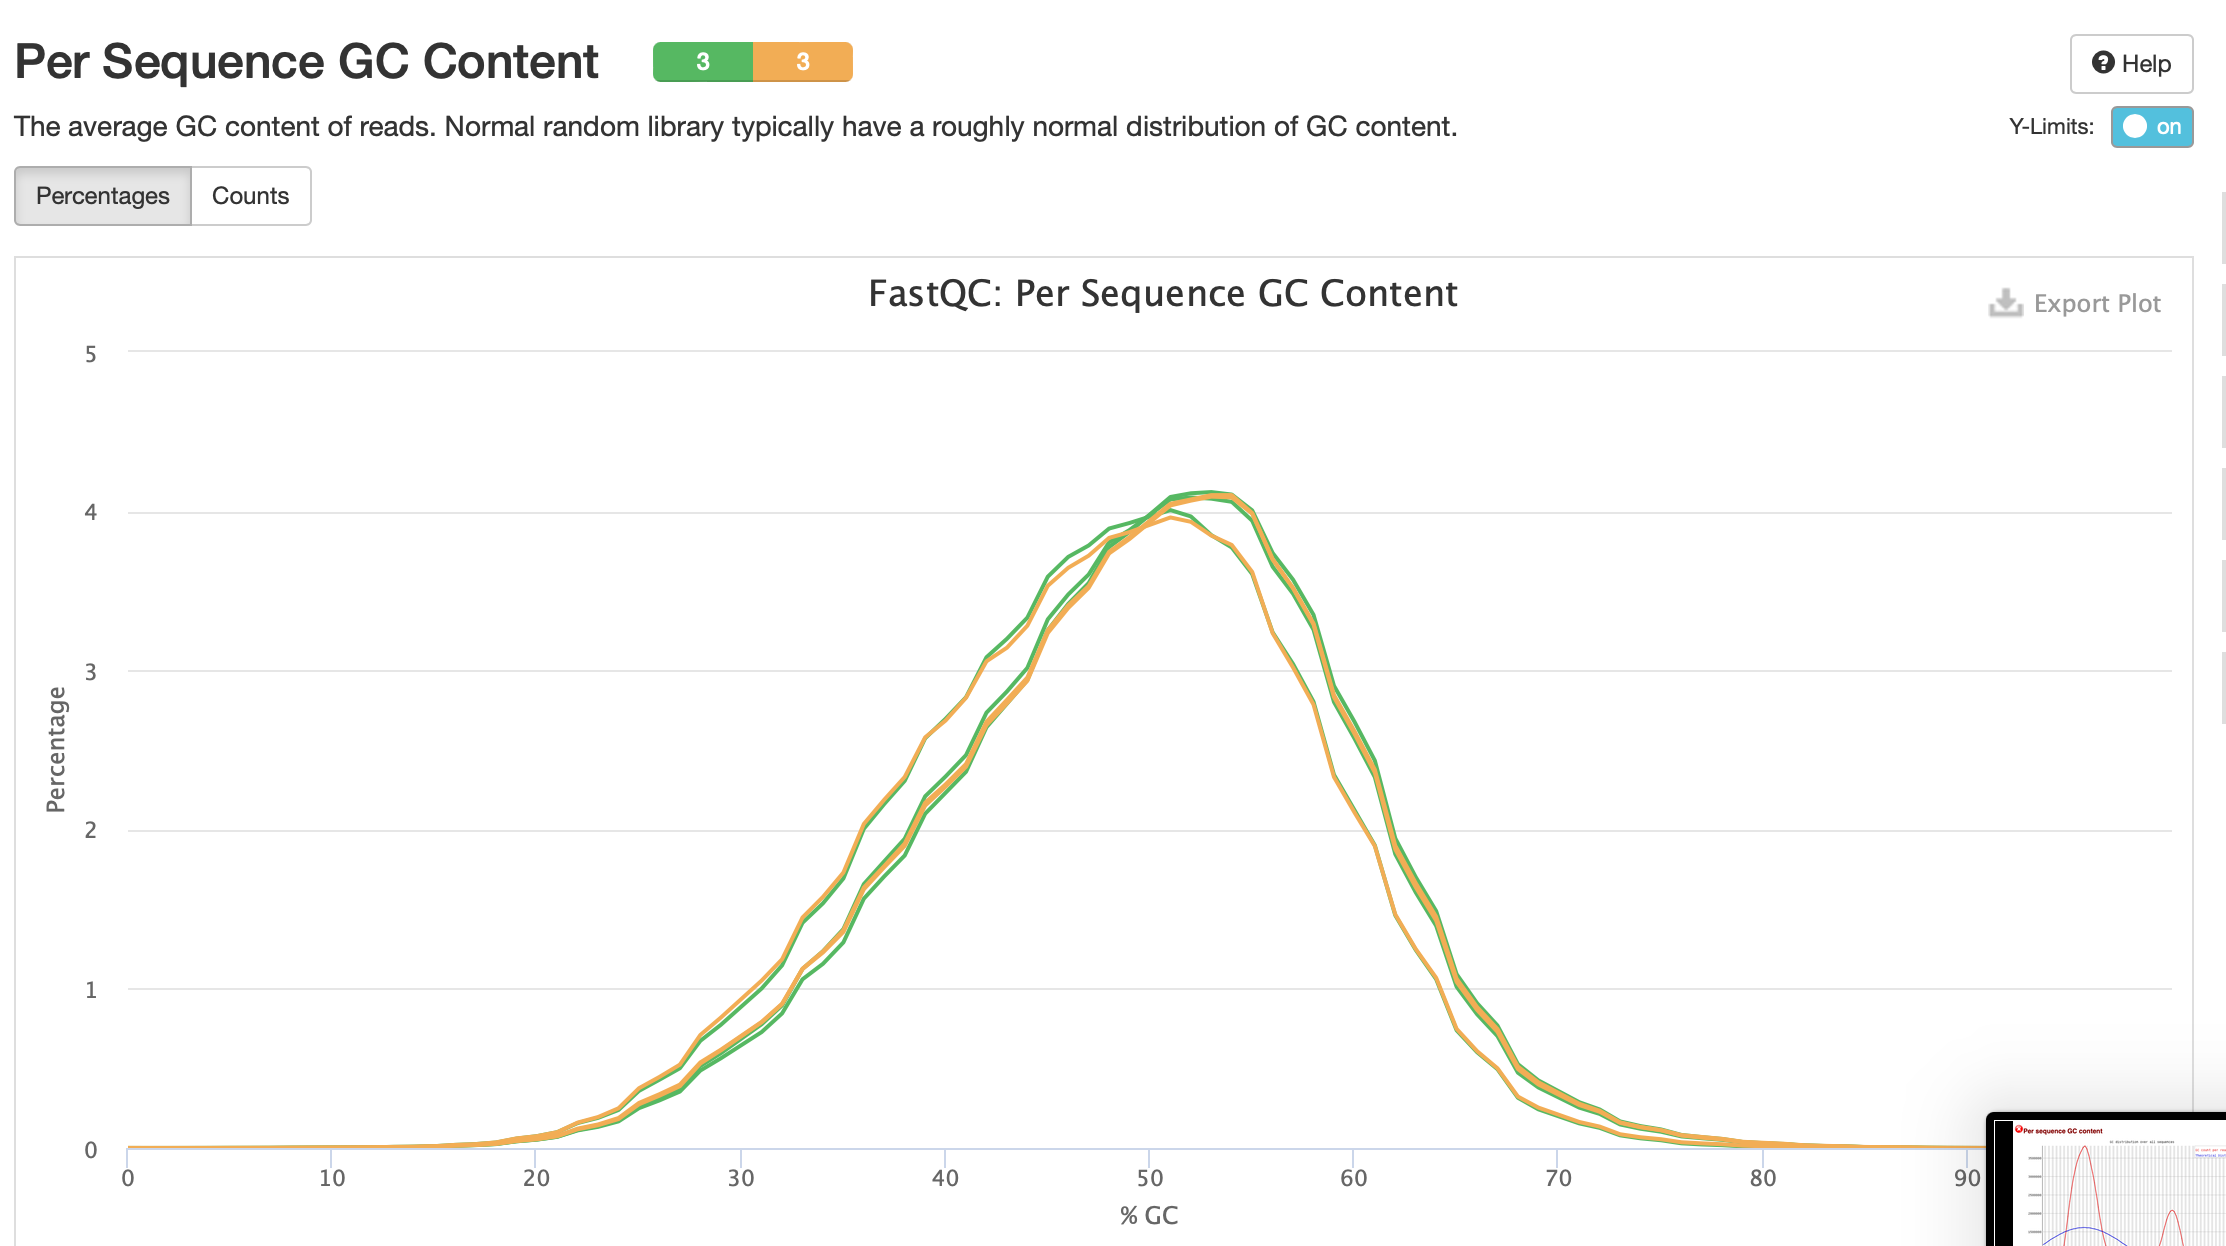 Per Sequence GC Content
3 3
Help
The average GC content of reads. Normal random library typically have a roughly normal distribution of GC content.
Y-Limits: on
Percentages Counts
FastQC: Per Sequence GC Content
Export Plot
5
4
3
2
1
0
Percentage
0 10 20 30 40 50 60 70 80 90
% GC
Per sequence GC content